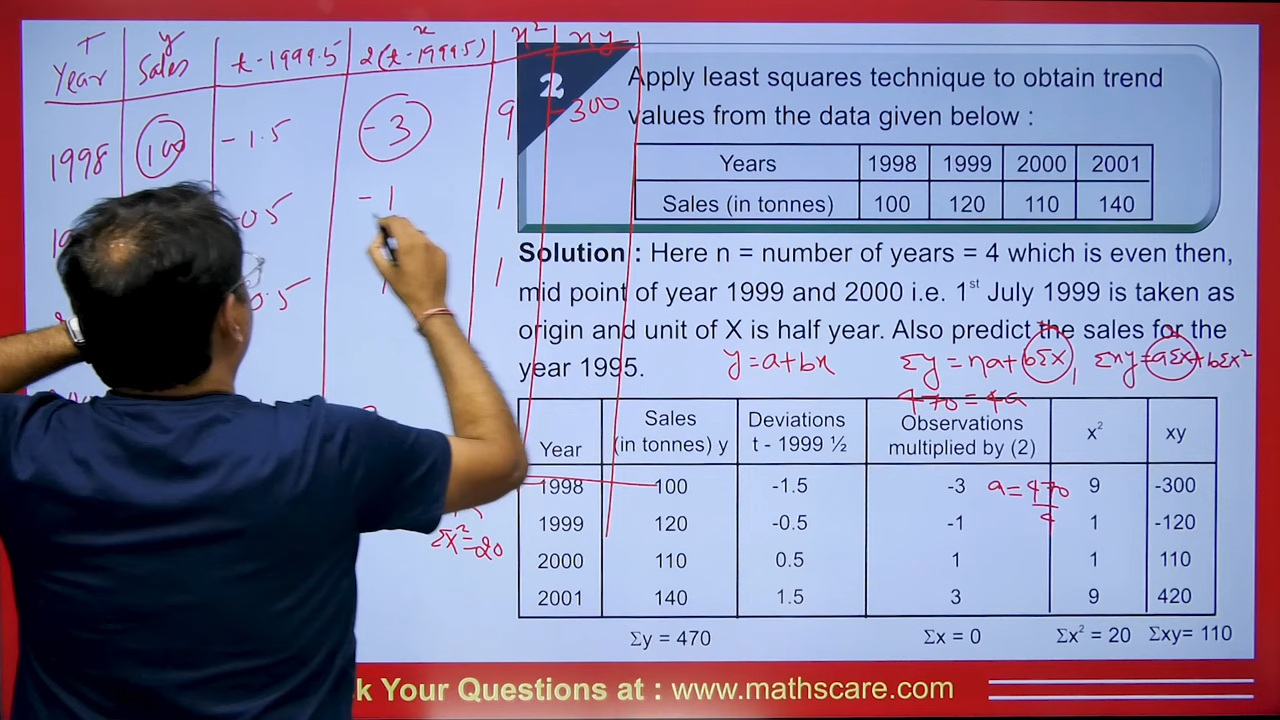 T
Year
y
Sales
t-1999.5
x
2(t-1999.5)
x²
xy
1998
100
-1.5
-3
9
-300
-1
1
1
Σx²=20
2
Apply least squares technique to obtain trend
values from the data given below :
Years 1998 1999 2000 2001
Sales (in tonnes) 100 120 110 140
Solution : Here n = number of years = 4 which is even then,
mid point of year 1999 and 2000 i.e. 1st July 1999 is taken as
origin and unit of X is half year. Also predict the sales for the
year 1995.
y=a+bx
Σy=na+bΣx, Σxy=aΣx+bΣx²
470=4a
a=470/4
Year Sales (in tonnes) y Deviations t - 1999 ½ Observations multiplied by (2) x² xy
1998 100 -1.5 -3 9 -300
1999 120 -0.5 -1 1 -120
2000 110 0.5 1 1 110
2001 140 1.5 3 9 420
Σy = 470 Σx = 0 Σx² = 20 Σxy= 110
k Your Questions at : www.mathscare.com